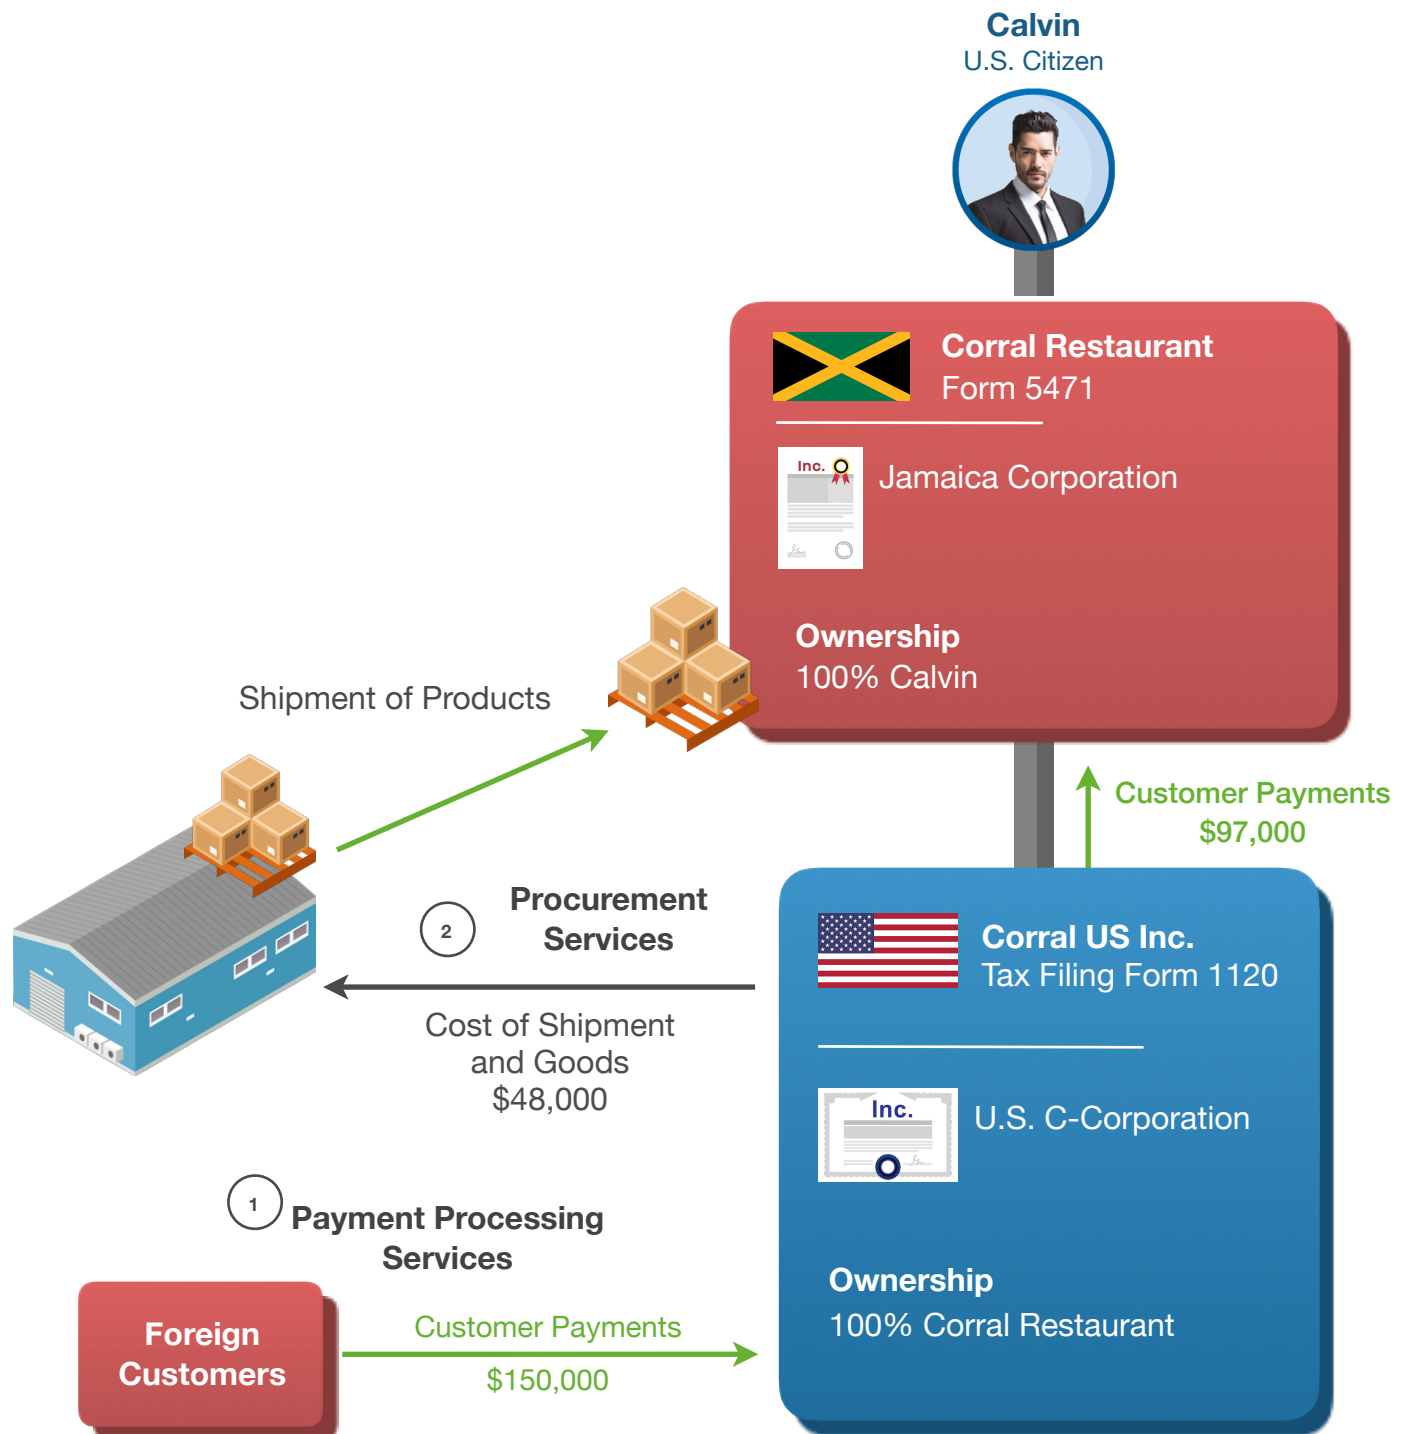 Calvin
U.S. Citizen
Corral Restaurant
Form 5471
Inc.
Jamaica Corporation
Ownership
100% Calvin
Shipment of Products
Customer Payments
$97,000
2
Procurement
Services
Cost of Shipment
and Goods
$48,000
Corral US Inc.
Tax Filing Form 1120
Inc.
U.S. C-Corporation
Ownership
100% Corral Restaurant
1
Payment Processing
Services
Foreign
Customers
Customer Payments
$150,000